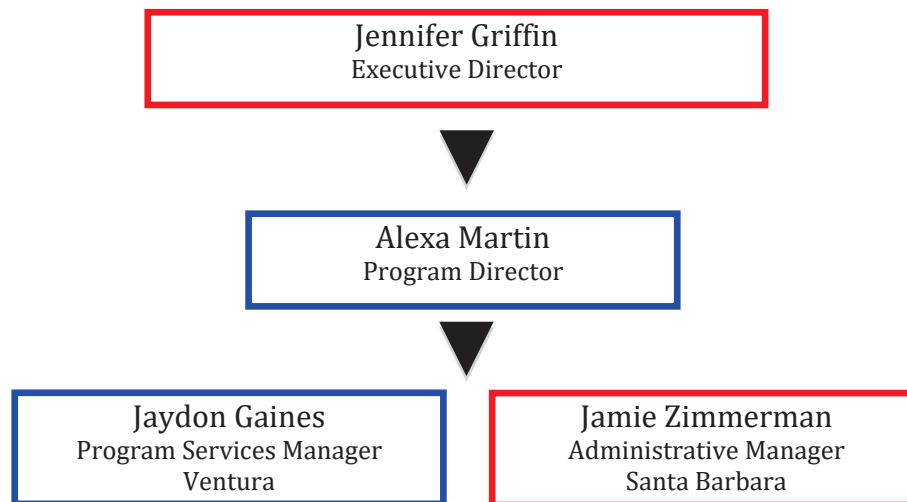 Jennifer Griffin
Executive Director
Alexa Martin
Program Director
Jaydon Gaines
Program Services Manager
Ventura
Jamie Zimmerman
Administrative Manager
Santa Barbara